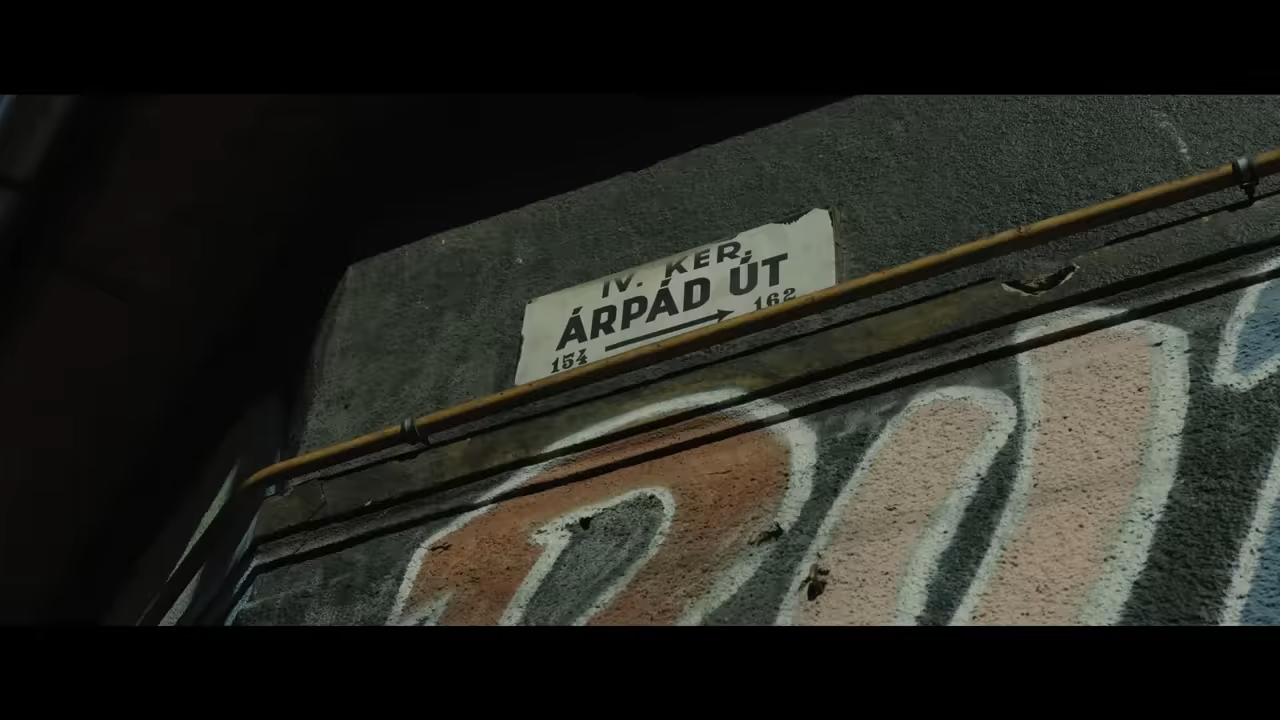 IV. KER.
ÁRPÁD ÚT
154 → 162